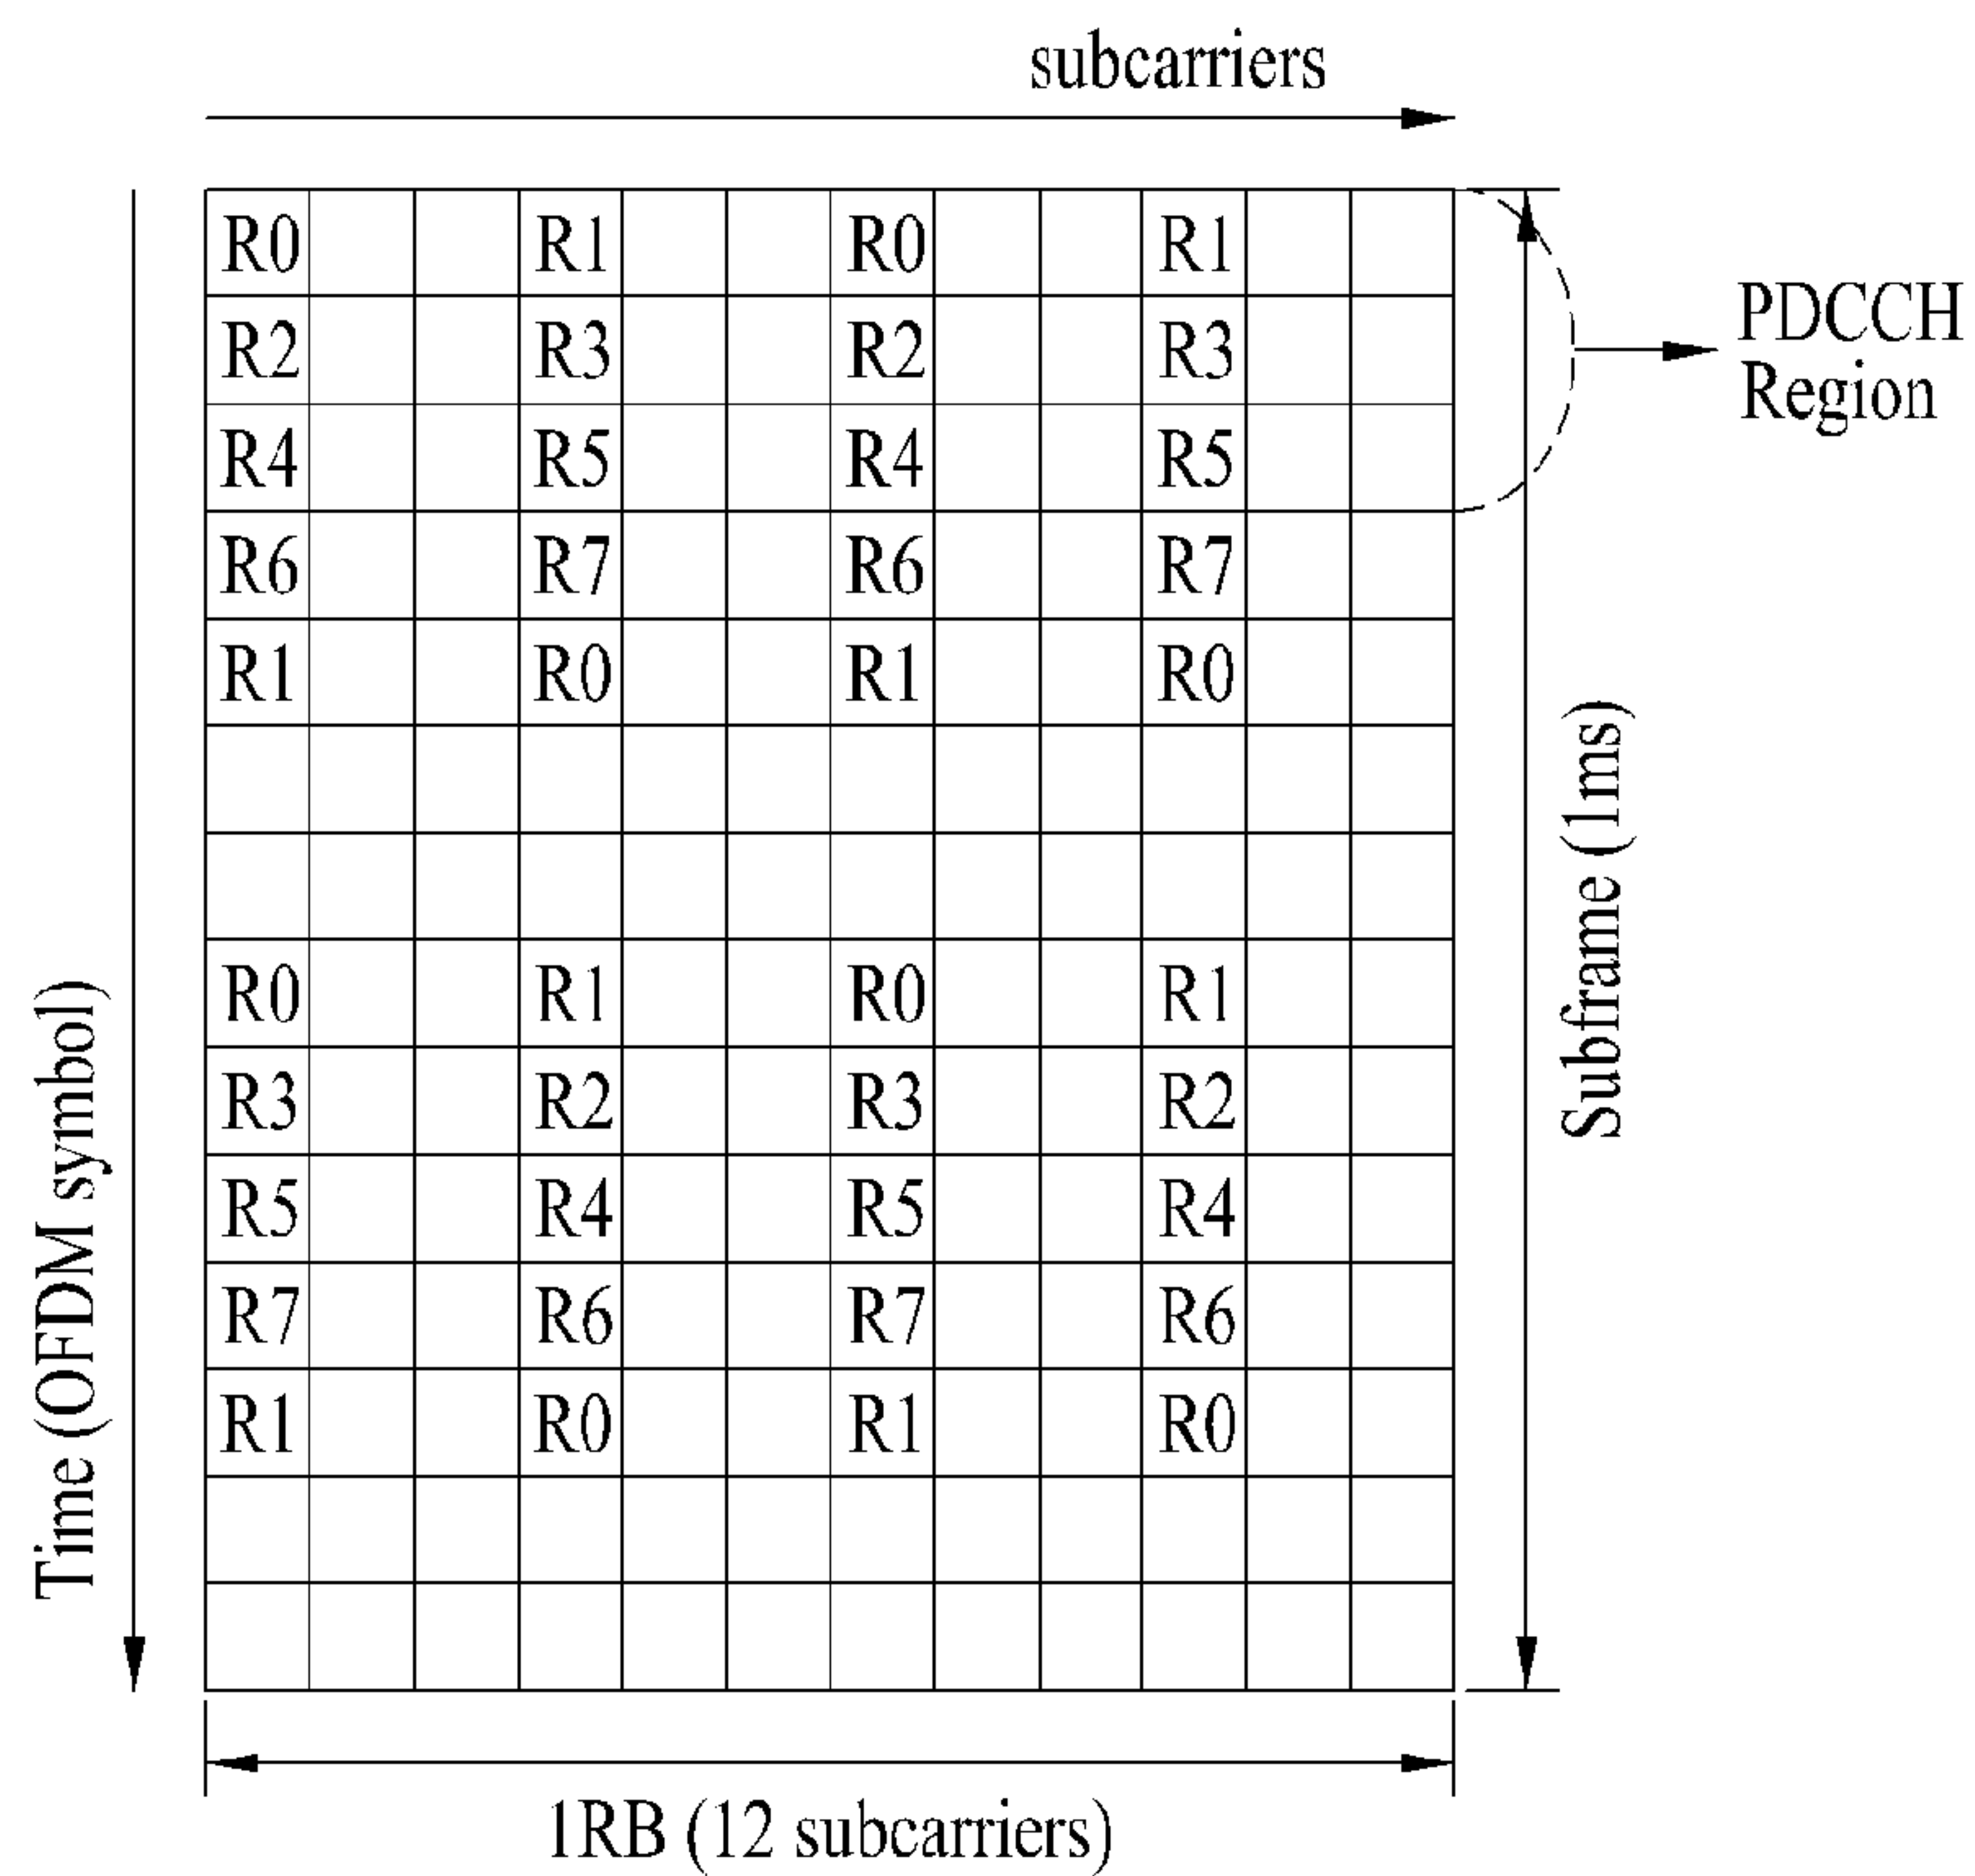 subcarriers
R0 R1 R0 R1
R2 R3 R2 R3
R4 R5 R4 R5
R6 R7 R6 R7
R1 R0 R1 R0
R0 R1 R0 R1
R3 R2 R3 R2
R5 R4 R5 R4
R7 R6 R7 R6
R1 R0 R1 R0
PDCCH
Region
Time (OFDM symbol)
Subframe (1ms)
1RB (12 subcarriers)